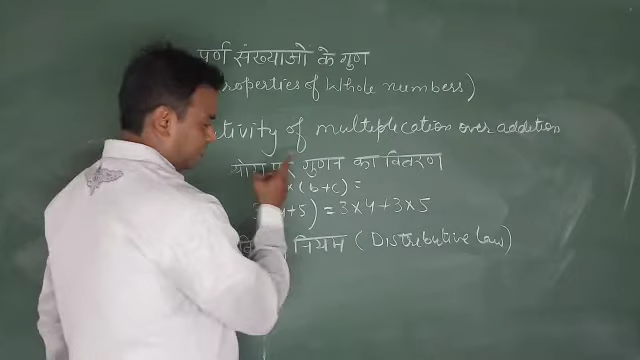 पूर्ण संख्याओं के गुण
roperties of Whole numbers)
tivity of multiplication over addition
योग पर गुणन का वितरण
×(b+c) =
+5) = 3×4+3×5
नियम (Distributive law)